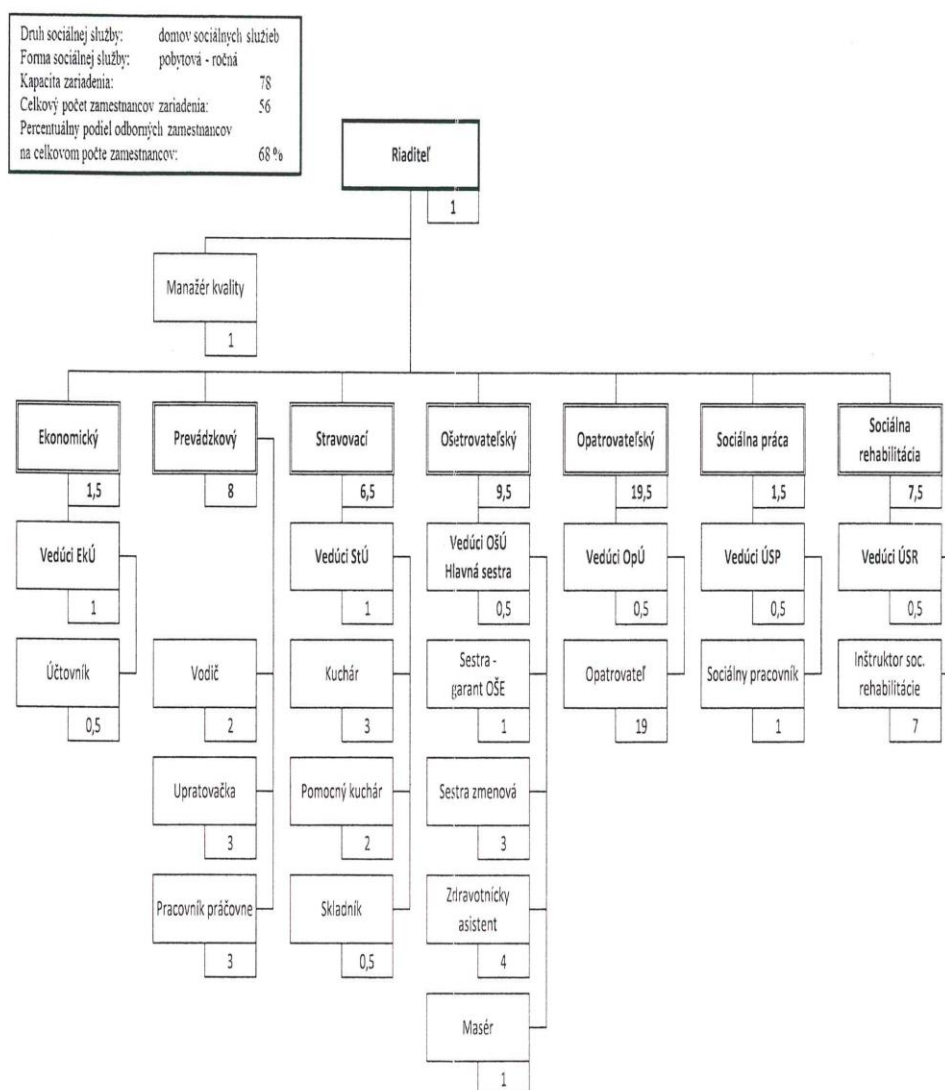 Druh sociálnej služby: domov sociálnych služieb
Forma sociálnej služby: pobytová - ročná
Kapacita zariadenia: 78
Celkový počet zamestnancov zariadenia: 56
Percentuálny podiel odborných zamestnancov
na celkovom počte zamestnancov: 68 %
Riaditeľ
1
Manažér kvality
1
Ekonomický
1,5
Vedúci EkÚ
1
Účtovník
0,5
Prevádzkový
8
Vodič
2
Upratovačka
3
Pracovník práčovne
3
Stravovací
6,5
Vedúci StÚ
1
Kuchár
3
Pomocný kuchár
2
Skladník
0,5
Ošetrovateľský
9,5
Vedúci OšÚ
Hlavná sestra
0,5
Sestra -
garant OŠE
1
Sestra zmenová
3
Zdravotnícky
asistent
4
Masér
1
Opatrovateľský
19,5
Vedúci OpÚ
0,5
Opatrovateľ
19
Sociálna práca
1,5
Vedúci ÚSP
0,5
Sociálny pracovník
1
Sociálna
rehabilitácia
7,5
Vedúci ÚSR
0,5
Inštruktor soc.
rehabilitácie
7